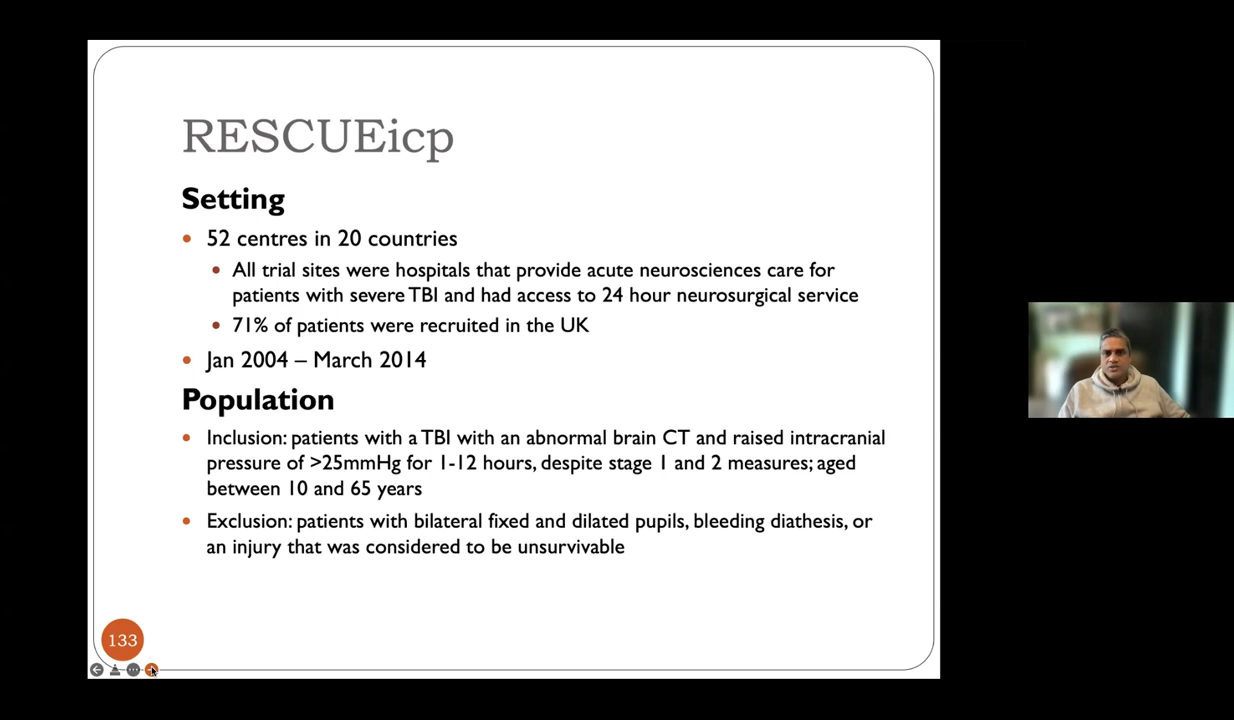 RESCUEicp
Setting
• 52 centres in 20 countries
• All trial sites were hospitals that provide acute neurosciences care for
patients with severe TBI and had access to 24 hour neurosurgical service
• 71% of patients were recruited in the UK
• Jan 2004 – March 2014
Population
• Inclusion: patients with a TBI with an abnormal brain CT and raised intracranial
pressure of >25mmHg for 1-12 hours, despite stage 1 and 2 measures; aged
between 10 and 65 years
• Exclusion: patients with bilateral fixed and dilated pupils, bleeding diathesis, or
an injury that was considered to be unsurvivable
133